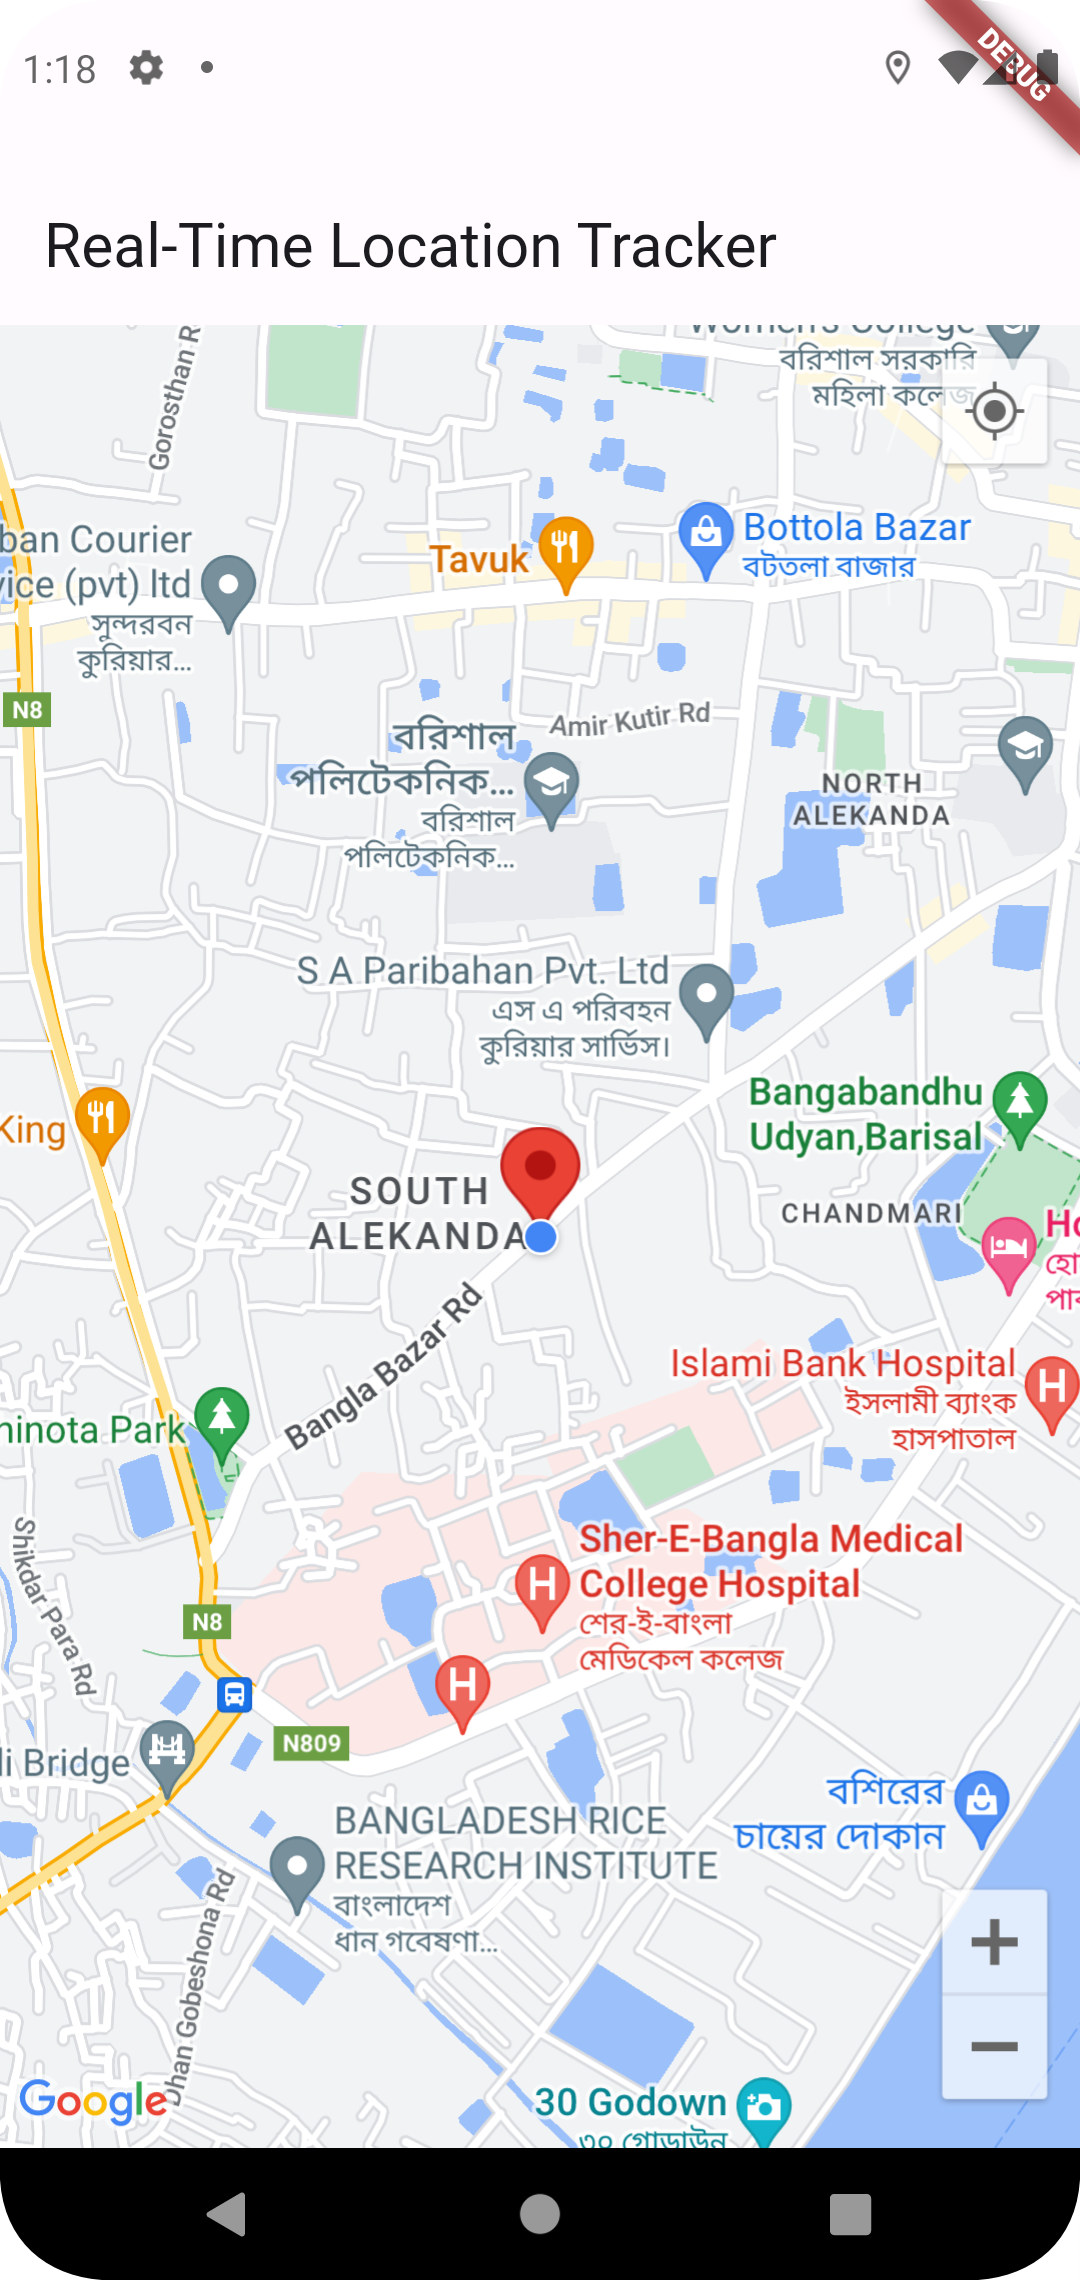 1:18
DEBUG
Real-Time Location Tracker
Women's College
বরিশাল সরকারি
মহিলা কলেজ
Gorosthan R
Bottola Bazar
বটতলা বাজার
Tavuk
ban Courier
vice (pvt) ltd
সুন্দরবন
কুরিয়ার...
N8
Amir Kutir Rd
বরিশাল
পলিটেকনিক...
বরিশাল
পলিটেকনিক...
NORTH
ALEKANDA
S A Paribahan Pvt. Ltd
এস এ পরিবহন
কুরিয়ার সার্ভিস।
Bangabandhu
Udyan,Barisal
King
SOUTH
ALEKANDA
CHANDMARI
Ho
হো
পার
Bangla Bazar Rd
Islami Bank Hospital
ইসলামী ব্যাংক
হাসপাতাল
ninota Park
Shikdar Para Rd
Sher-E-Bangla Medical
College Hospital
শের-ই-বাংলা
মেডিকেল কলেজ
H
H
H
N8
N809
li Bridge
বশিরের
চায়ের দোকান
BANGLADESH RICE
RESEARCH INSTITUTE
বাংলাদেশ
ধান গবেষণা...
Dhan Gobeshona Rd
Google
30 Godown
৩০ গোডাউন